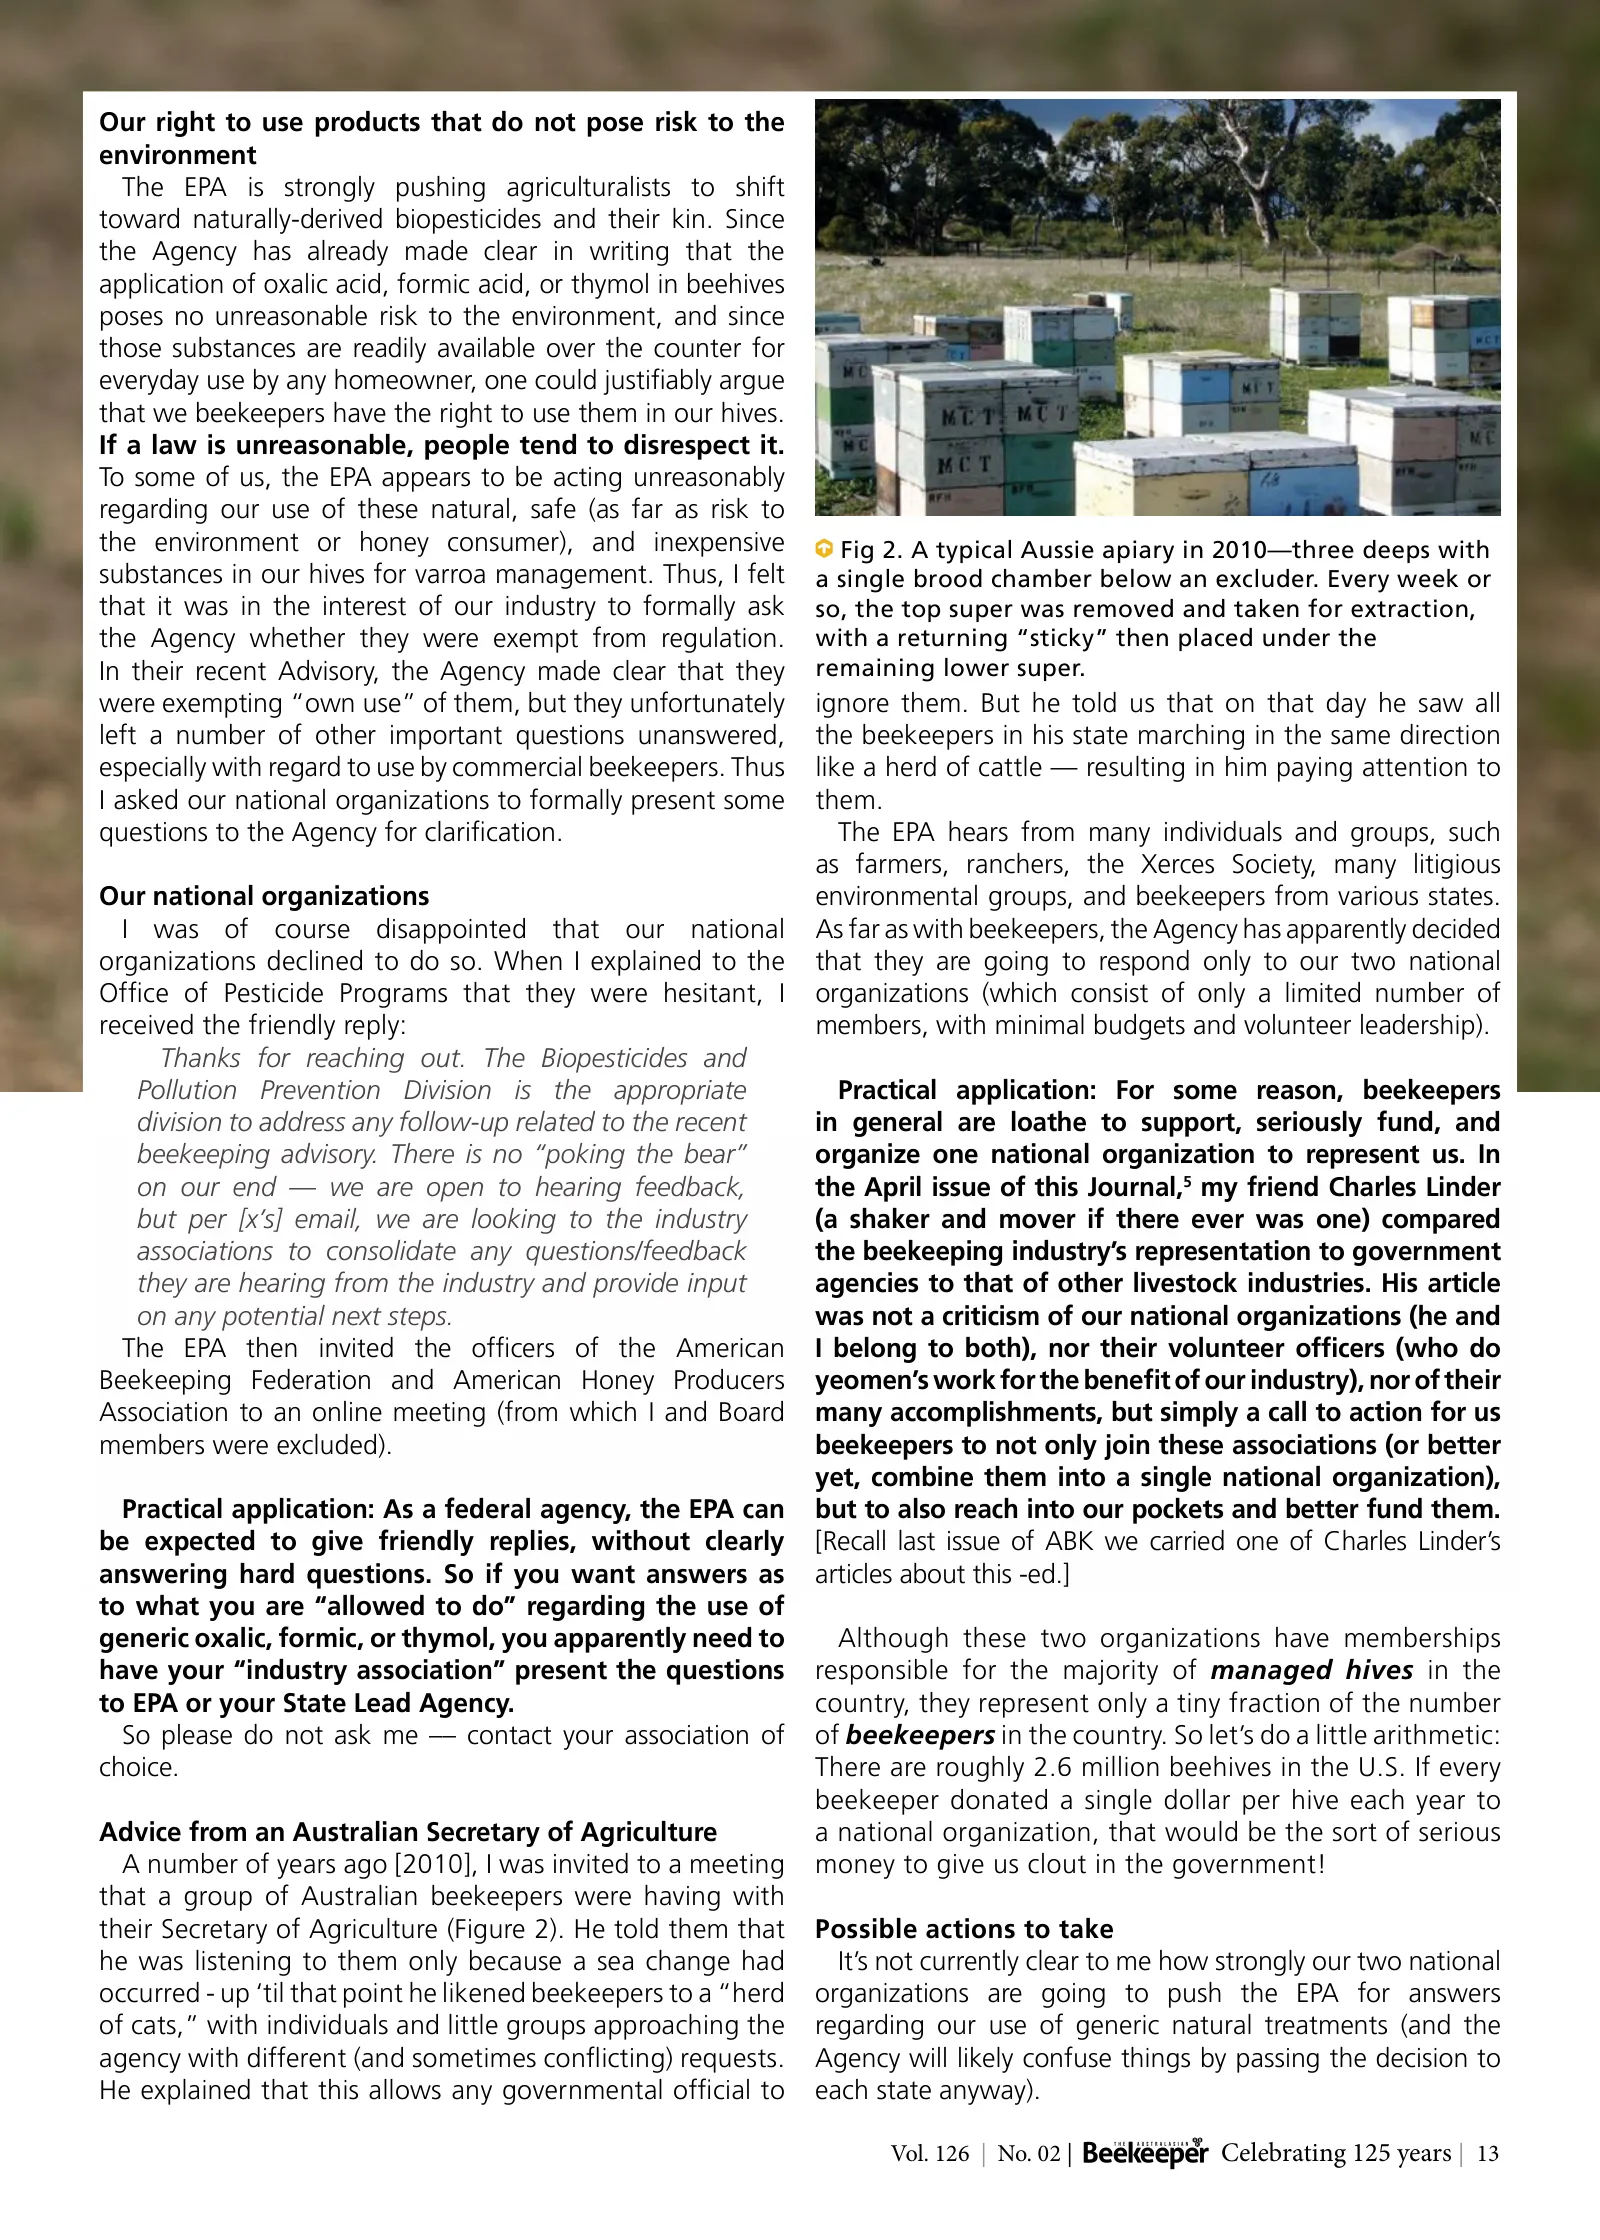 Our right to use products that do not pose risk to the
environment
The EPA is strongly pushing agriculturalists to shift
toward naturally-derived biopesticides and their kin. Since
the Agency has already made clear in writing that the
application of oxalic acid, formic acid, or thymol in beehives
poses no unreasonable risk to the environment, and since
those substances are readily available over the counter for
everyday use by any homeowner, one could justifiably argue
that we beekeepers have the right to use them in our hives.
If a law is unreasonable, people tend to disrespect it.
To some of us, the EPA appears to be acting unreasonably
regarding our use of these natural, safe (as far as risk to
the environment or honey consumer), and inexpensive
substances in our hives for varroa management. Thus, I felt
that it was in the interest of our industry to formally ask
the Agency whether they were exempt from regulation.
In their recent Advisory, the Agency made clear that they
were exempting “own use” of them, but they unfortunately
left a number of other important questions unanswered,
especially with regard to use by commercial beekeepers. Thus
I asked our national organizations to formally present some
questions to the Agency for clarification.
Our national organizations
I was of course disappointed that our national
organizations declined to do so. When I explained to the
Office of Pesticide Programs that they were hesitant, I
received the friendly reply:
Thanks for reaching out. The Biopesticides and
Pollution Prevention Division is the appropriate
division to address any follow-up related to the recent
beekeeping advisory. There is no “poking the bear”
on our end — we are open to hearing feedback,
but per [x’s] email, we are looking to the industry
associations to consolidate any questions/feedback
they are hearing from the industry and provide input
on any potential next steps.
The EPA then invited the officers of the American
Beekeeping Federation and American Honey Producers
Association to an online meeting (from which I and Board
members were excluded).
Practical application: As a federal agency, the EPA can
be expected to give friendly replies, without clearly
answering hard questions. So if you want answers as
to what you are “allowed to do” regarding the use of
generic oxalic, formic, or thymol, you apparently need to
have your “industry association” present the questions
to EPA or your State Lead Agency.
So please do not ask me — contact your association of
choice.
Advice from an Australian Secretary of Agriculture
A number of years ago [2010], I was invited to a meeting
that a group of Australian beekeepers were having with
their Secretary of Agriculture (Figure 2). He told them that
he was listening to them only because a sea change had
occurred - up ‘til that point he likened beekeepers to a “herd
of cats,” with individuals and little groups approaching the
agency with different (and sometimes conflicting) requests.
He explained that this allows any governmental official to
MCT MCT
MCT
MCT
BFH
Fig 2. A typical Aussie apiary in 2010—three deeps with
a single brood chamber below an excluder. Every week or
so, the top super was removed and taken for extraction,
with a returning “sticky” then placed under the
remaining lower super.
ignore them. But he told us that on that day he saw all
the beekeepers in his state marching in the same direction
like a herd of cattle — resulting in him paying attention to
them.
The EPA hears from many individuals and groups, such
as farmers, ranchers, the Xerces Society, many litigious
environmental groups, and beekeepers from various states.
As far as with beekeepers, the Agency has apparently decided
that they are going to respond only to our two national
organizations (which consist of only a limited number of
members, with minimal budgets and volunteer leadership).
Practical application: For some reason, beekeepers
in general are loathe to support, seriously fund, and
organize one national organization to represent us. In
the April issue of this Journal,⁵ my friend Charles Linder
(a shaker and mover if there ever was one) compared
the beekeeping industry’s representation to government
agencies to that of other livestock industries. His article
was not a criticism of our national organizations (he and
I belong to both), nor their volunteer officers (who do
yeomen’s work for the benefit of our industry), nor of their
many accomplishments, but simply a call to action for us
beekeepers to not only join these associations (or better
yet, combine them into a single national organization),
but to also reach into our pockets and better fund them.
[Recall last issue of ABK we carried one of Charles Linder’s
articles about this -ed.]
Although these two organizations have memberships
responsible for the majority of managed hives in the
country, they represent only a tiny fraction of the number
of beekeepers in the country. So let’s do a little arithmetic:
There are roughly 2.6 million beehives in the U.S. If every
beekeeper donated a single dollar per hive each year to
a national organization, that would be the sort of serious
money to give us clout in the government!
Possible actions to take
It’s not currently clear to me how strongly our two national
organizations are going to push the EPA for answers
regarding our use of generic natural treatments (and the
Agency will likely confuse things by passing the decision to
each state anyway).
Vol. 126 | No. 02 | THE AUSTRALASIAN Beekeeper Celebrating 125 years | 13